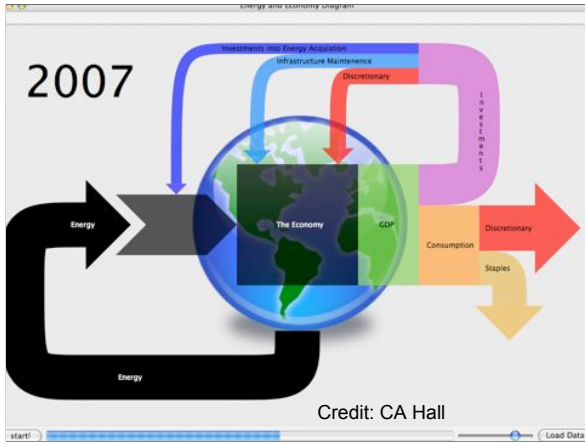 Energy and Economy Diagram
2007
Investments into Energy Acquistion
Infrastructure Maintenence
Discretionary
Investments
Energy
The Economy
GDP
Consumption
Discretionary
Staples
Energy
Credit: CA Hall
start!
Load Data